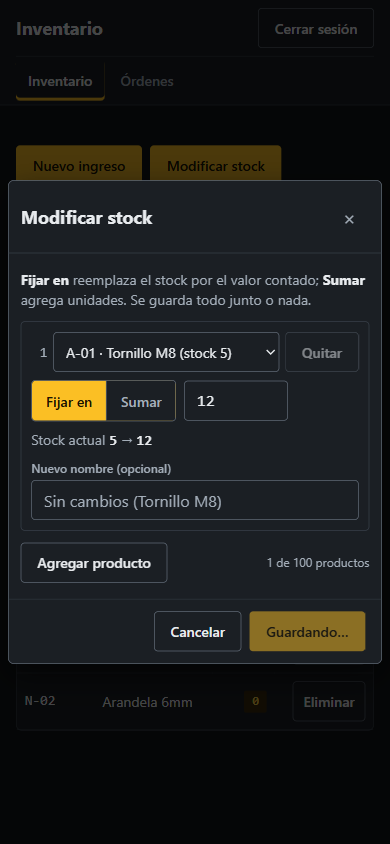 Inventario
Cerrar sesión
Inventario
Órdenes
Nuevo ingreso
Modificar stock
Modificar stock
×
Fijar en reemplaza el stock por el valor contado; Sumar
agrega unidades. Se guarda todo junto o nada.
1
A-01 · Tornillo M8 (stock 5)
Quitar
Fijar en
Sumar
12
Stock actual 5 → 12
Nuevo nombre (opcional)
Sin cambios (Tornillo M8)
Agregar producto
1 de 100 productos
Cancelar
Guardando...
N-02
Arandela 6mm
0
Eliminar